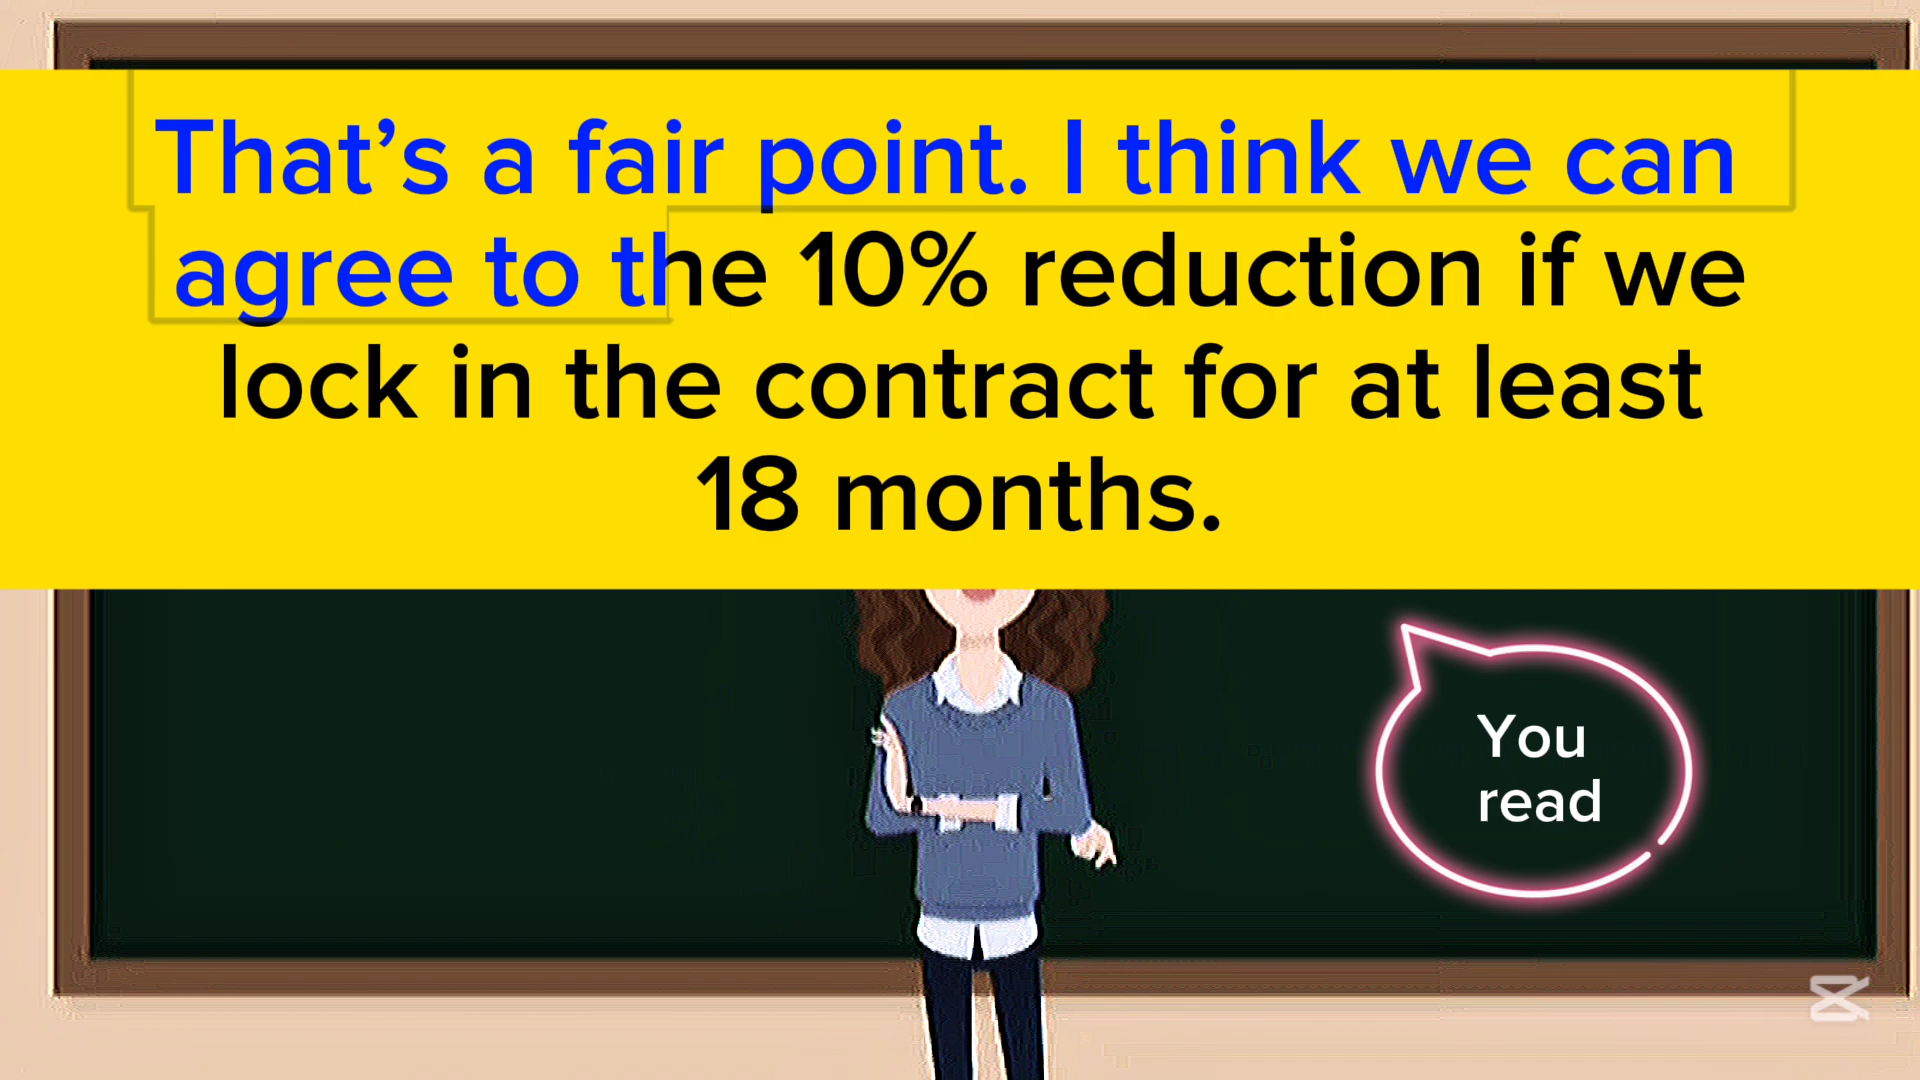 That’s a fair point. I think we can
agree to the 10% reduction if we
lock in the contract for at least
18 months.
You
read